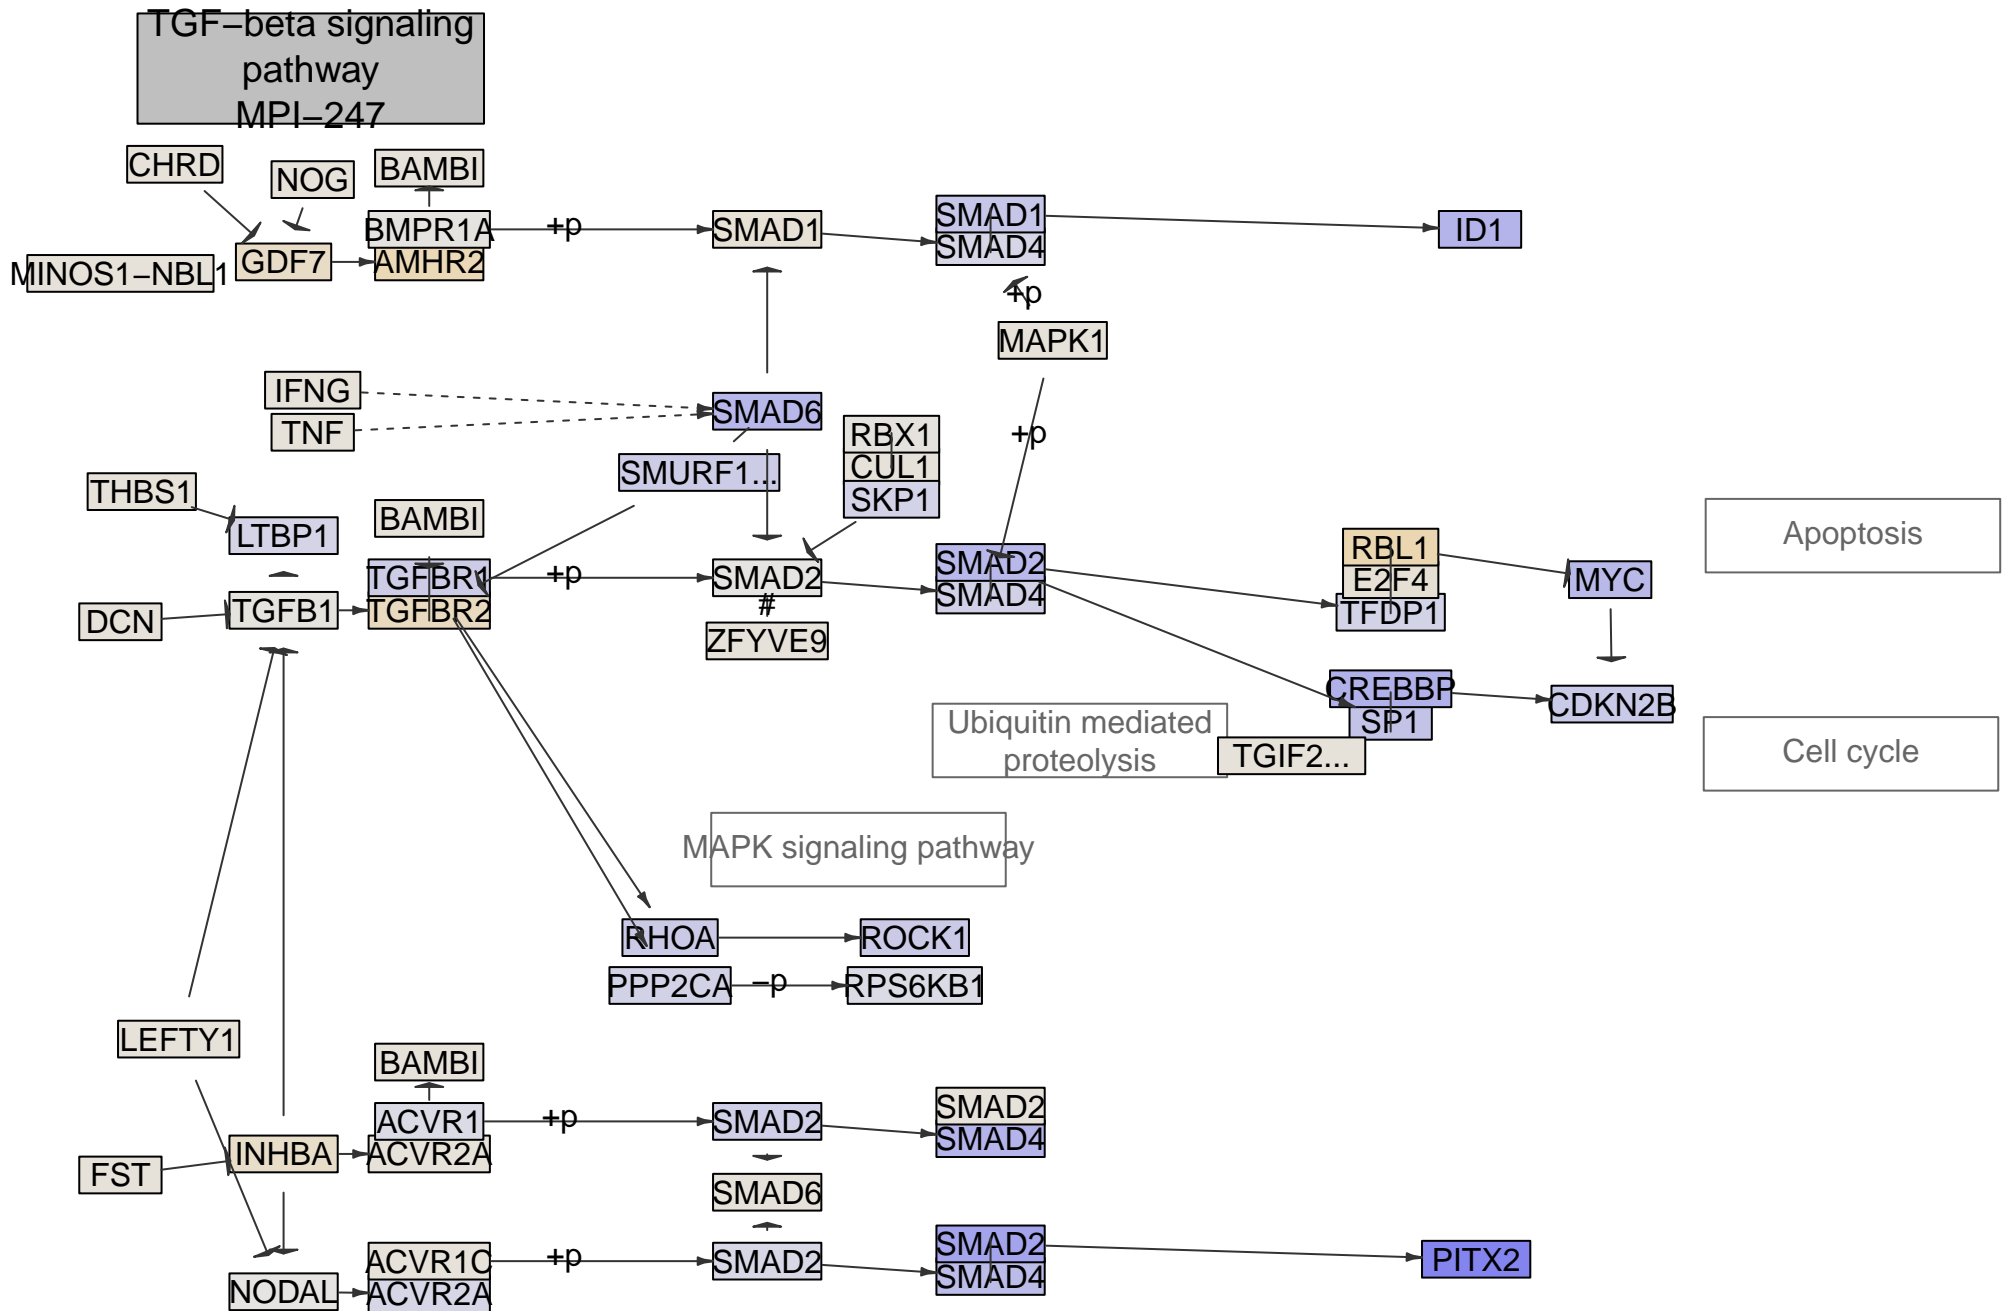 TGF−beta signaling
pathway
MPI−247
CHRD
NOG
BAMBI
BMPR1A
+p
SMAD1
SMAD1
SMAD4
ID1
MINOS1−NBL1
GDF7
AMHR2
+p
MAPK1
IFNG
TNF
SMAD6
RBX1
CUL1
SKP1
+p
SMURF1...
THBS1
LTBP1
BAMBI
TGFBR1
TGFBR2
+p
SMAD2
#
ZFYVE9
SMAD2
SMAD4
RBL1
E2F4
TFDP1
MYC
Apoptosis
DCN
TGFB1
CREBBP
SP1
TGIF2...
CDKN2B
Cell cycle
Ubiquitin mediated
proteolysis
MAPK signaling pathway
RHOA
ROCK1
PPP2CA
−p
RPS6KB1
LEFTY1
BAMBI
ACVR1
ACVR2A
+p
SMAD2
SMAD2
SMAD4
INHBA
FST
SMAD6
ACVR1C
ACVR2A
+p
SMAD2
SMAD2
SMAD4
PITX2
NODAL